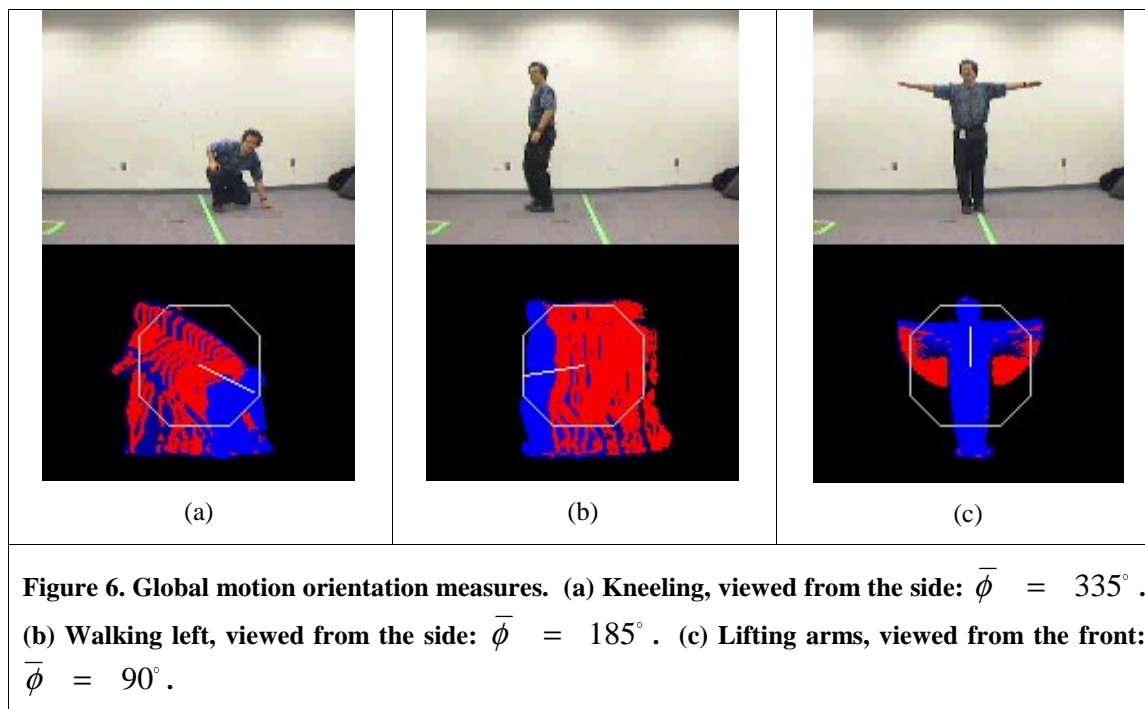 (a)
(b)
(c)
Figure 6. Global motion orientation measures. (a) Kneeling, viewed from the side: ϕ̅ = 335°.
(b) Walking left, viewed from the side: ϕ̅ = 185°. (c) Lifting arms, viewed from the front:
ϕ̅ = 90°.